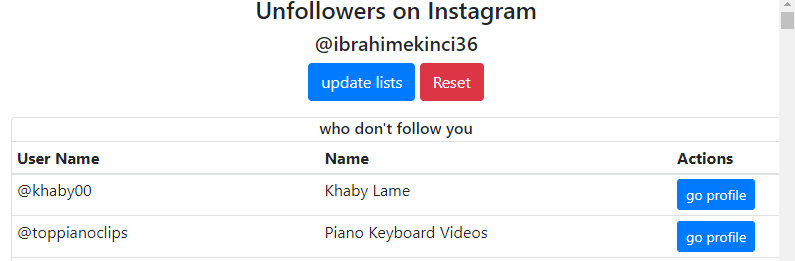 Unfollowers on Instagram
@ibrahimekinci36
update lists Reset
who don't follow you
User Name Name Actions
@khaby00 Khaby Lame go profile
@toppianoclips Piano Keyboard Videos go profile